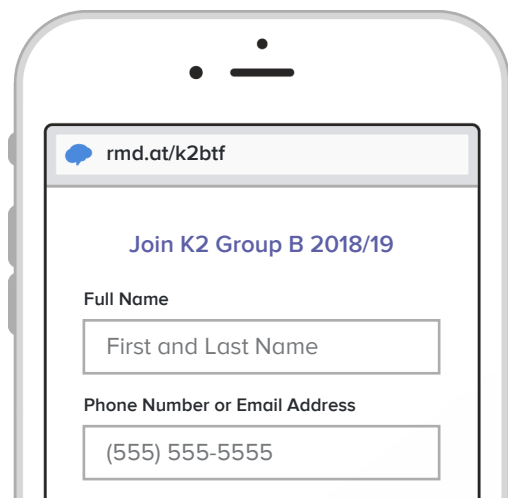 rmd.at/k2btf
Join K2 Group B 2018/19
Full Name
First and Last Name
Phone Number or Email Address
(555) 555-5555